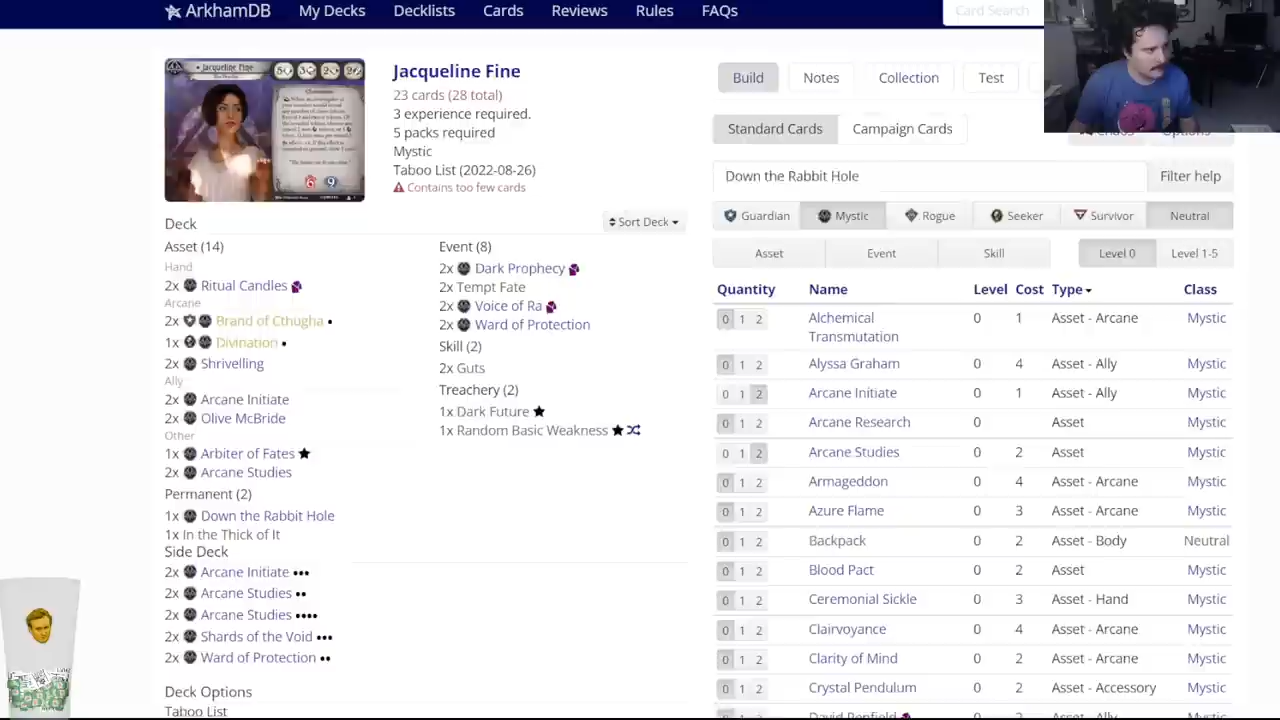 ArkhamDB My Decks Decklists Cards Reviews Rules FAQs Card Search
Jacqueline Fine
Jacqueline Fine
23 cards (28 total)
3 experience required.
5 packs required
Mystic
Taboo List (2022-08-26)
Contains too few cards
Deck
Sort Deck
Asset (14)
Hand
2x Ritual Candles
Arcane
2x Brand of Cthugha •
1x Divination •
2x Shrivelling
Ally
2x Arcane Initiate
2x Olive McBride
Other
1x Arbiter of Fates ★
2x Arcane Studies
Permanent (2)
1x Down the Rabbit Hole
1x In the Thick of It
Side Deck
2x Arcane Initiate •••
2x Arcane Studies ••
2x Arcane Studies ••••
2x Shards of the Void •••
2x Ward of Protection ••
Deck Options
Taboo List
Event (8)
2x Dark Prophecy
2x Tempt Fate
2x Voice of Ra
2x Ward of Protection
Skill (2)
2x Guts
Treachery (2)
1x Dark Future ★
1x Random Basic Weakness ★
Build Notes Collection Test
Standard Cards Campaign Cards
Down the Rabbit Hole Filter help
Guardian Mystic Rogue Seeker Survivor Neutral
Asset Event Skill Level 0 Level 1-5
Quantity Name Level Cost Type Class
0 1 2 Alchemical Transmutation 0 1 Asset - Arcane Mystic
0 1 2 Alyssa Graham 0 4 Asset - Ally Mystic
0 1 2 Arcane Initiate 0 1 Asset - Ally Mystic
0 1 2 Arcane Research 0 Asset Mystic
0 1 2 Arcane Studies 0 2 Asset Mystic
0 1 2 Armageddon 0 4 Asset - Arcane Mystic
0 1 2 Azure Flame 0 3 Asset - Arcane Mystic
0 1 2 Backpack 0 2 Asset - Body Neutral
0 1 2 Blood Pact 0 2 Asset Mystic
0 1 2 Ceremonial Sickle 0 3 Asset - Hand Mystic
0 1 2 Clairvoyance 0 4 Asset - Arcane Mystic
0 1 2 Clarity of Mind 0 2 Asset - Arcane Mystic
0 1 2 Crystal Pendulum 0 2 Asset - Accessory Mystic